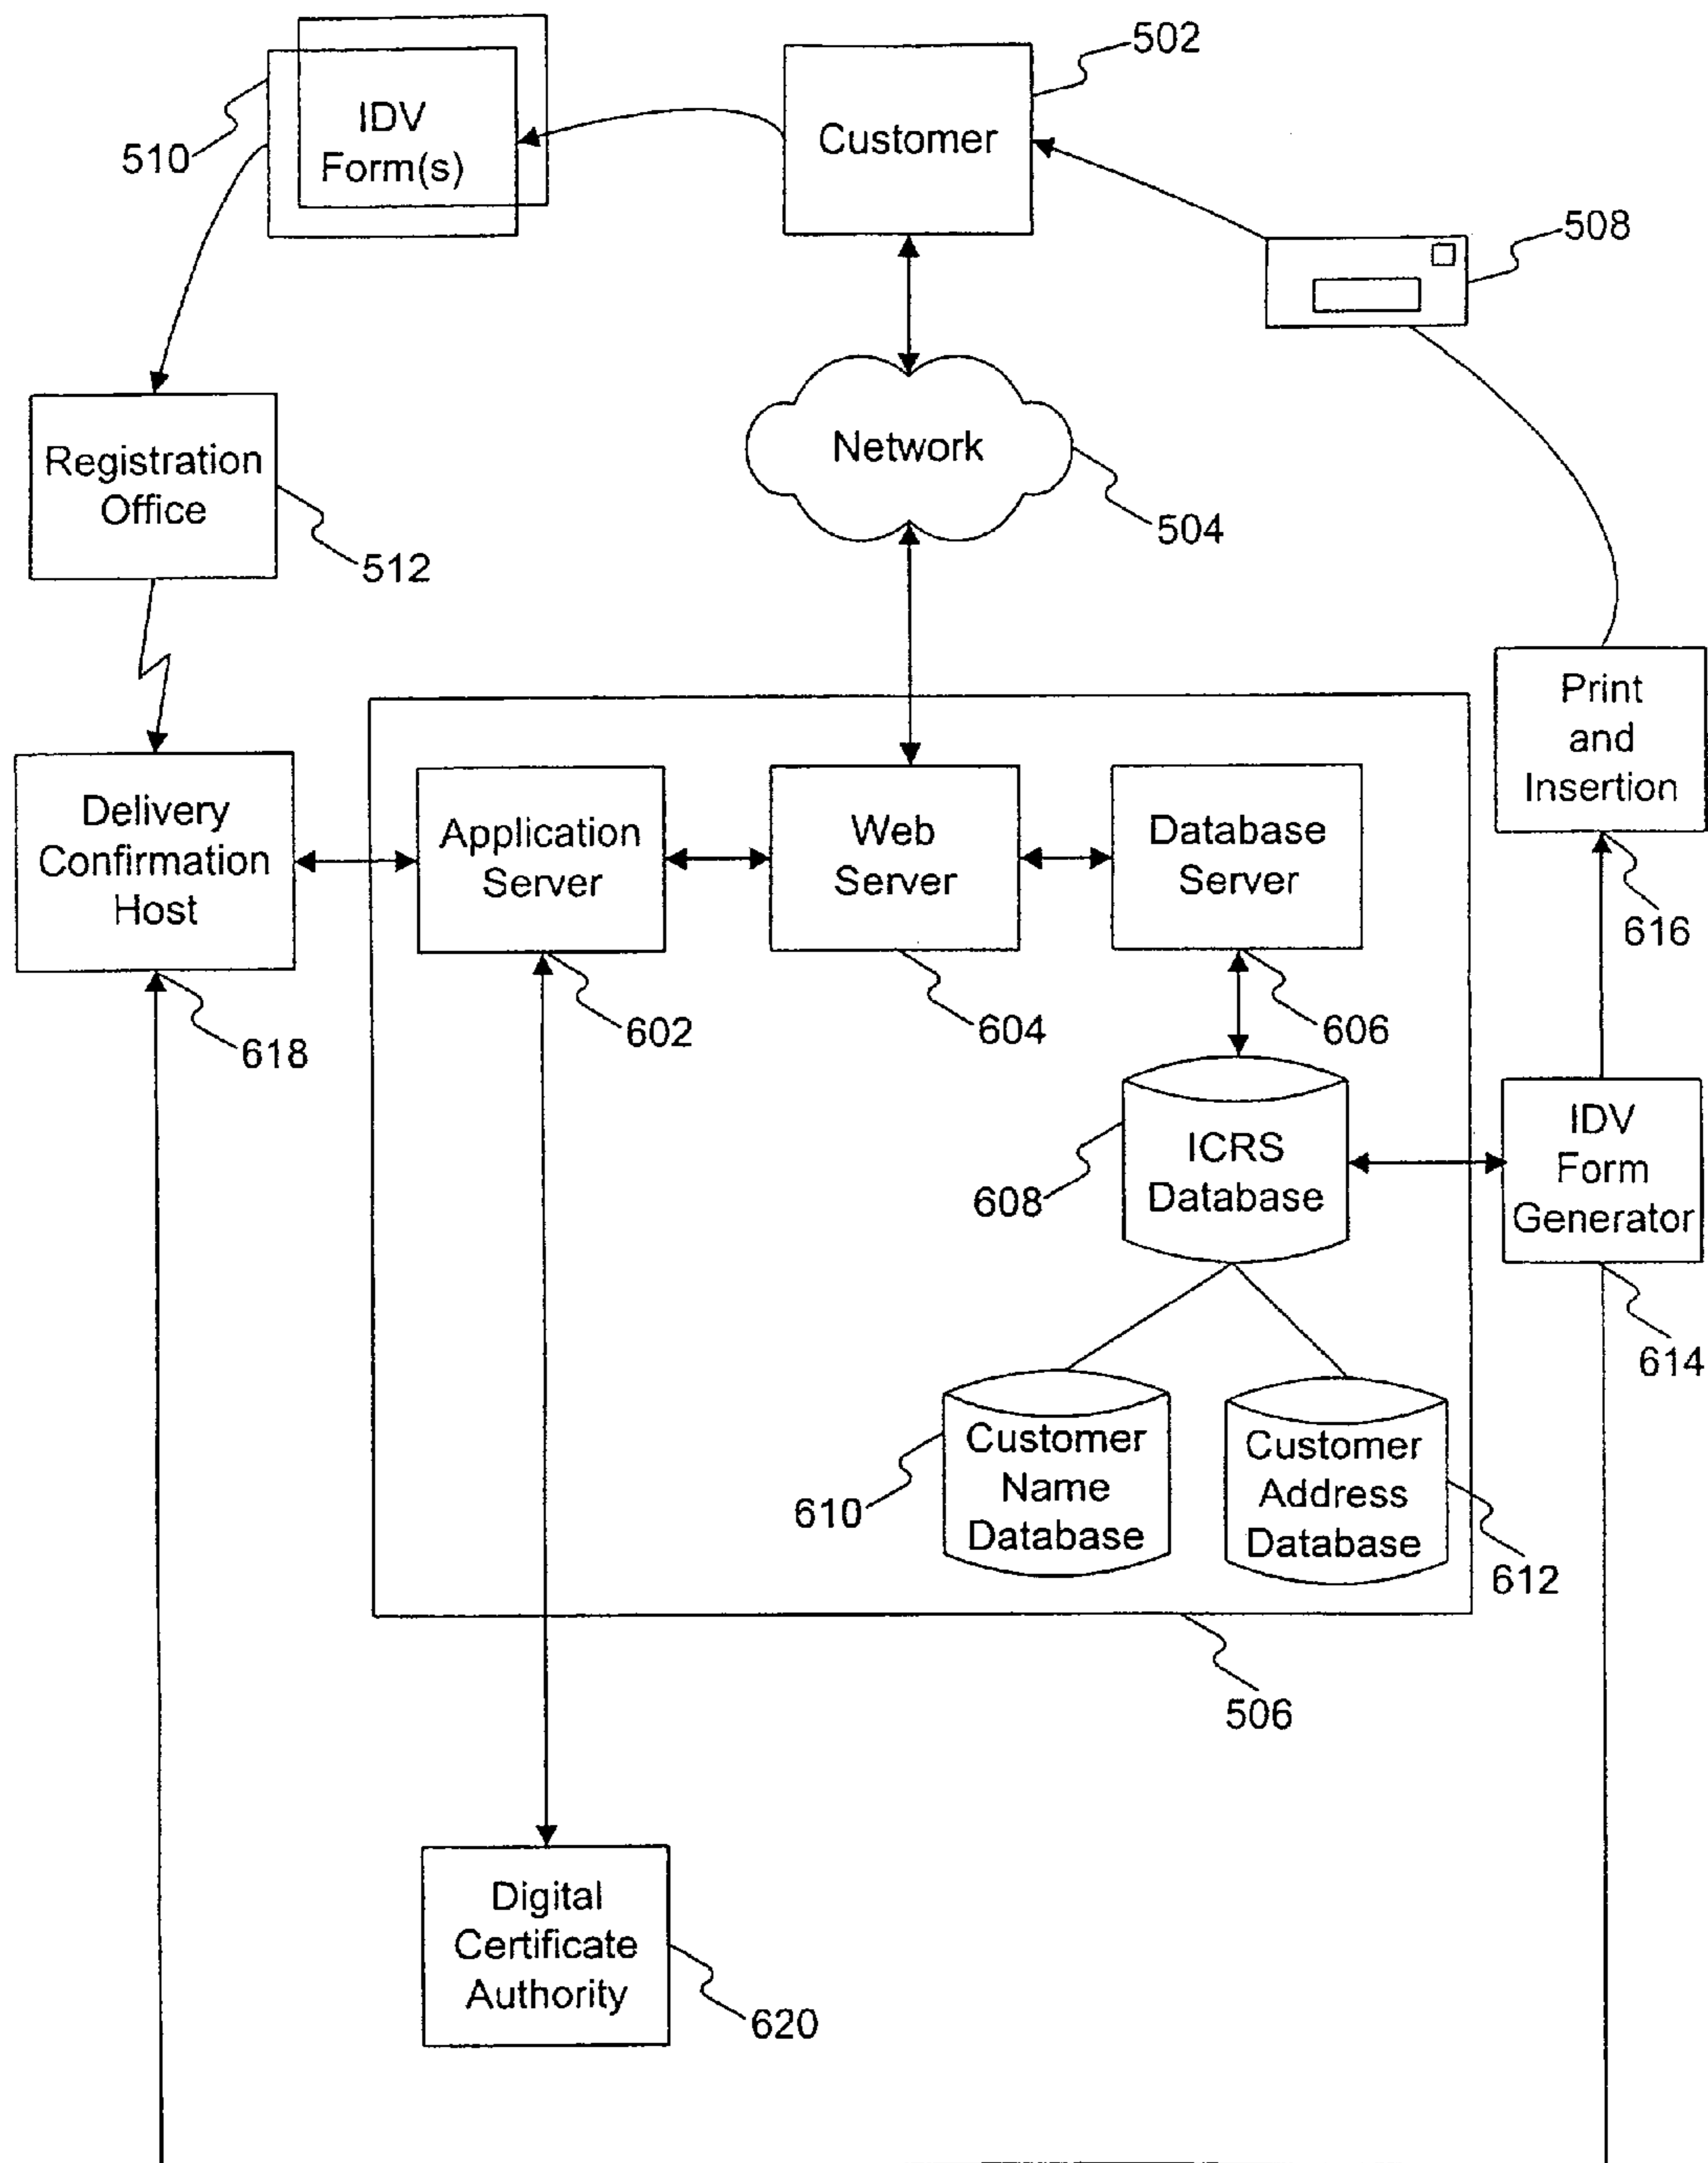 502
IDV
Form(s)
Customer
510
508
Network
Registration
Office
504
512
Print
and
Insertion
Delivery
Confirmation
Host
Application
Server
Web
Server
Database
Server
616
602
604
606
618
IDV
Form
Generator
ICRS
Database
608
614
Customer
Name
Database
Customer
Address
Database
610
612
506
Digital
Certificate
Authority
620